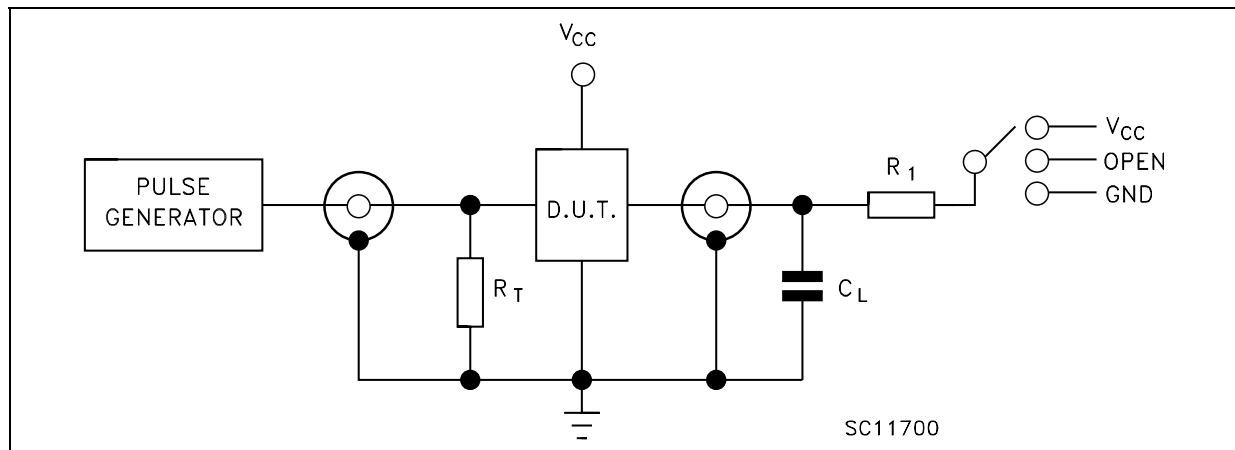 VCC
PULSE
GENERATOR
D.U.T.
RT
R1
CL
VCC
OPEN
GND
SC11700